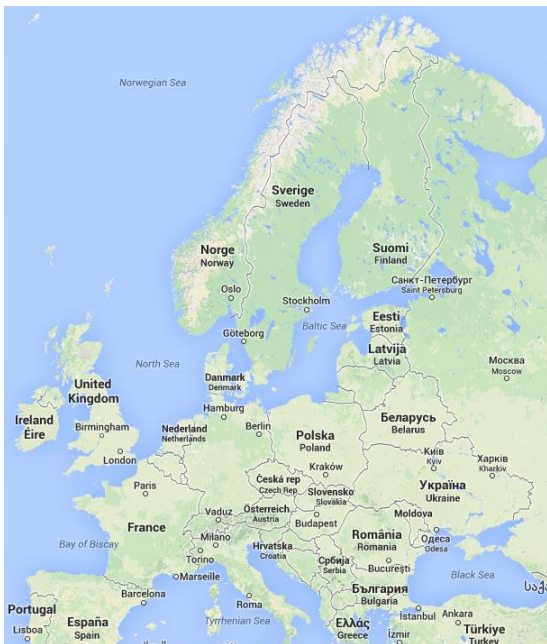 Norwegian Sea
Sverige
Sweden
Norge
Norway
Suomi
Finland
Санкт-Петербург
Saint Petersburg
Oslo
Stockholm
Eesti
Estonia
Baltic Sea
Göteborg
Latvija
Latvia
North Sea
Москва
Moscow
Danmark
Denmark
United
Kingdom
Ireland
Éire
Hamburg
Беларусь
Belarus
Birmingham
Nederland
Netherlands
Berlin
Polska
Poland
London
Київ
Kyiv
Харків
Kharkiv
Kraków
Paris
Česká rep
Czech Rep
Україна
Ukraine
Slovensko
Slovakia
Vaduz
Österreich
Austria
Budapest
Moldova
France
Одеса
Odesa
Milano
Hrvatska
Croatia
România
Romania
Bay of Biscay
Torino
Србија
Serbia
București
Marseille
Black Sea
საქა
Barcelona
България
Bulgaria
Roma
Portugal
España
Spain
Tyrrhenian Sea
İstanbul
Ankara
Ελλάς
Greece
Türkiye
Turkey
Lisboa
İzmir